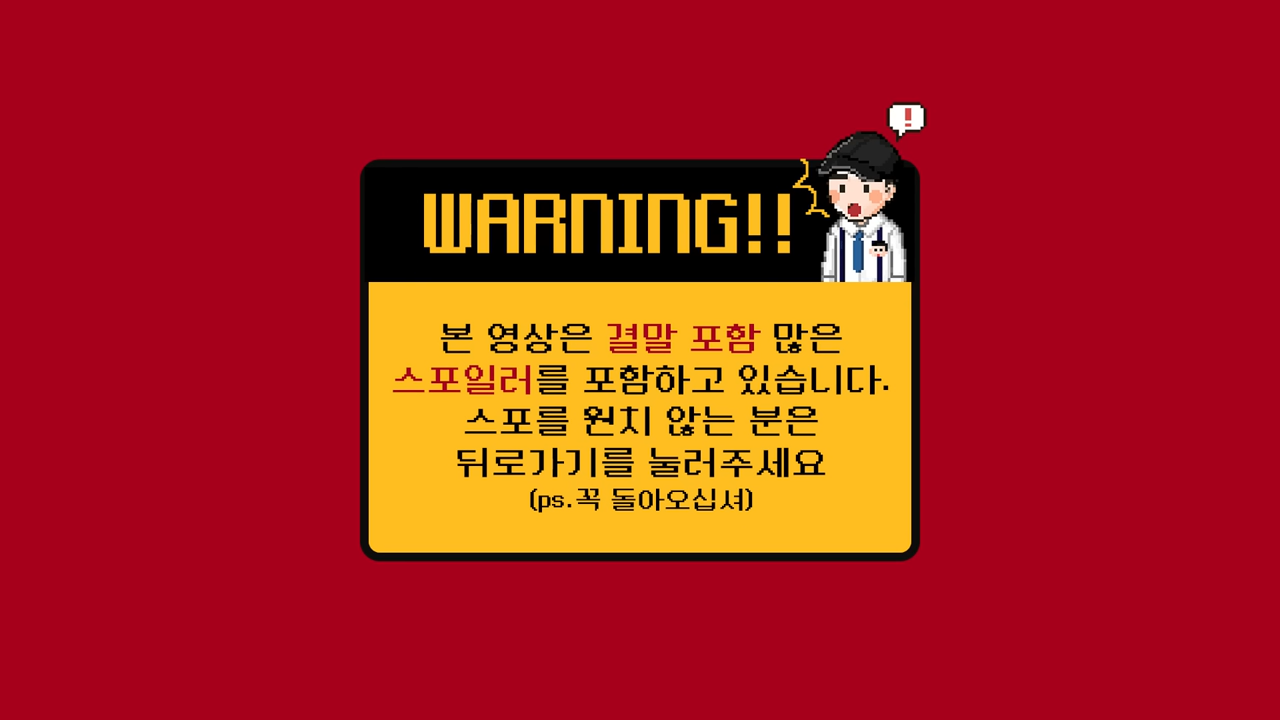 !
WARNING!!
본 영상은 결말 포함 많은
스포일러를 포함하고 있습니다.
스포를 원치 않는 분은
뒤로가기를 눌러주세요
(ps.꼭 돌아오십셔)